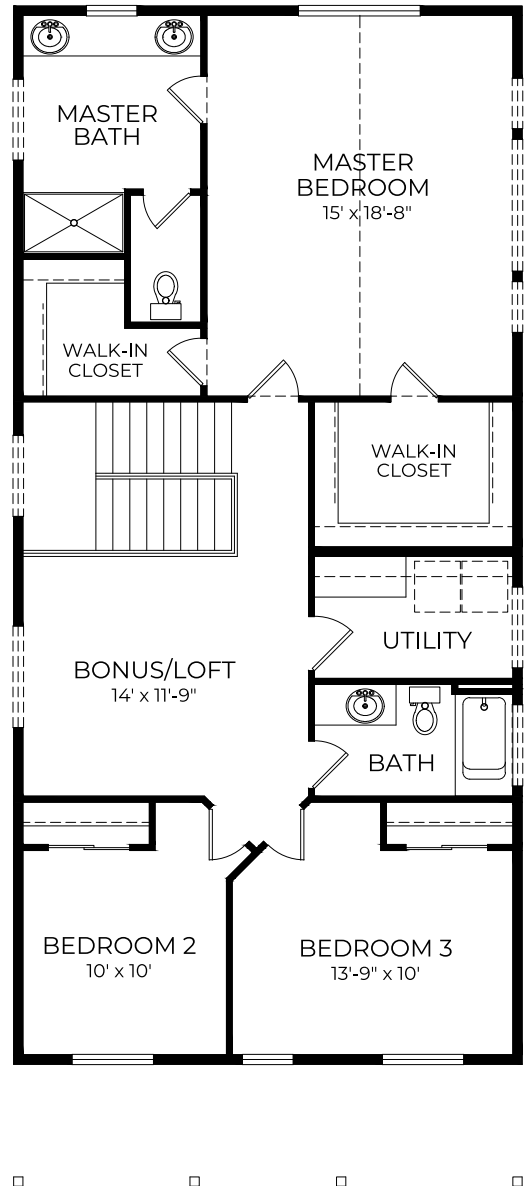 MASTER
BATH
MASTER
BEDROOM
15' x 18'-8"
WALK-IN
CLOSET
WALK-IN
CLOSET
UTILITY
BONUS/LOFT
14' x 11'-9"
BATH
BEDROOM 2
10' x 10'
BEDROOM 3
13'-9" x 10'